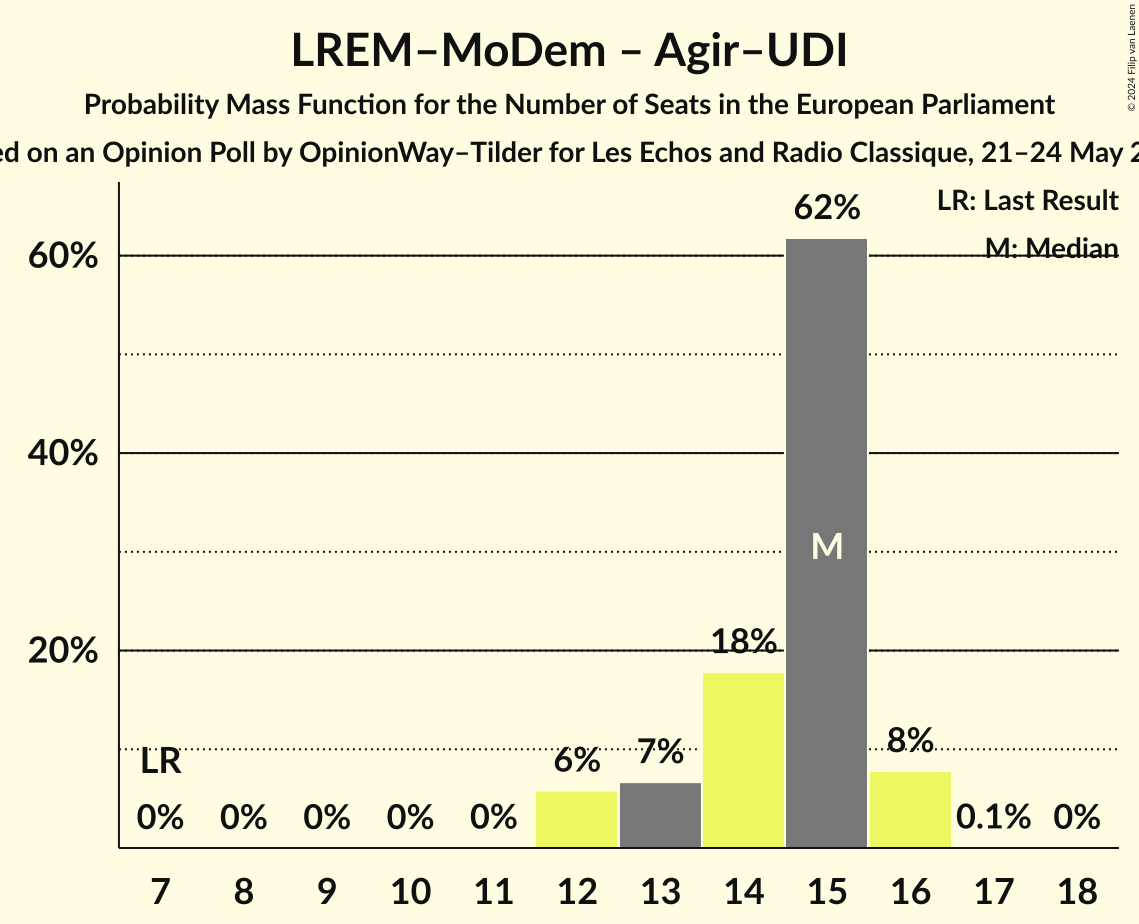 LREM–MoDem – Agir–UDI
Probability Mass Function for the Number of Seats in the European Parliament
on an Opinion Poll by OpinionWay–Tilder for Les Echos and Radio Classique, 21–24 May
© 2024 Filip van Laenen
LR: Last Result
M: Median
60%
40%
20%
62%
M
18%
8%
7%
6%
LR
0% 0% 0% 0% 0% 0.1% 0%
7 8 9 10 11 12 13 14 15 16 17 18